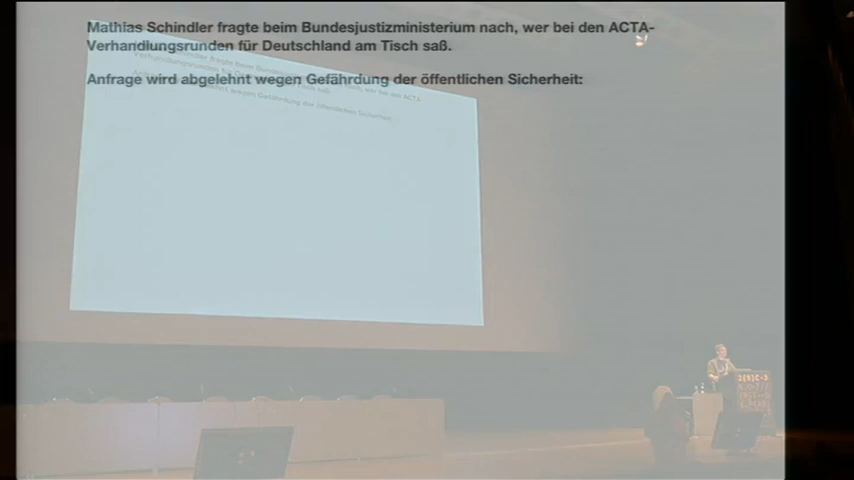 Mathias Schindler fragte beim Bundesjustizministerium nach, wer bei den ACTA-
Verhandlungsrunden für Deutschland am Tisch saß.
Anfrage wird abgelehnt wegen Gefährdung der öffentlichen Sicherheit: